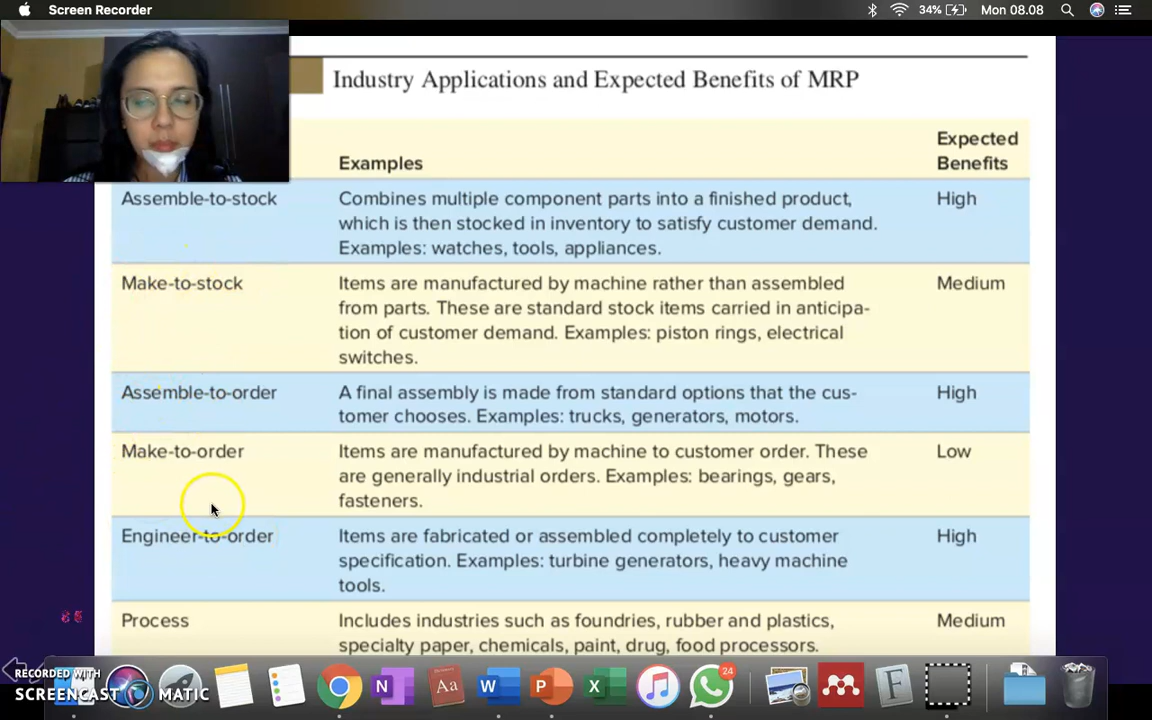 Screen Recorder
34%
Mon 08.08
Industry Applications and Expected Benefits of MRP
Examples
Expected
Benefits
Assemble-to-stock
Combines multiple component parts into a finished product,
which is then stocked in inventory to satisfy customer demand.
Examples: watches, tools, appliances.
High
Make-to-stock
Items are manufactured by machine rather than assembled
from parts. These are standard stock items carried in anticipa-
tion of customer demand. Examples: piston rings, electrical
switches.
Medium
Assemble-to-order
A final assembly is made from standard options that the cus-
tomer chooses. Examples: trucks, generators, motors.
High
Make-to-order
Items are manufactured by machine to customer order. These
are generally industrial orders. Examples: bearings, gears,
fasteners.
Low
Engineer-to-order
Items are fabricated or assembled completely to customer
specification. Examples: turbine generators, heavy machine
tools.
High
Process
Includes industries such as foundries, rubber and plastics,
specialty paper, chemicals, paint, drug, food processors.
Medium
RECORDED WITH
SCREENCAST MATIC
N
Aa
W
P
X
24
F